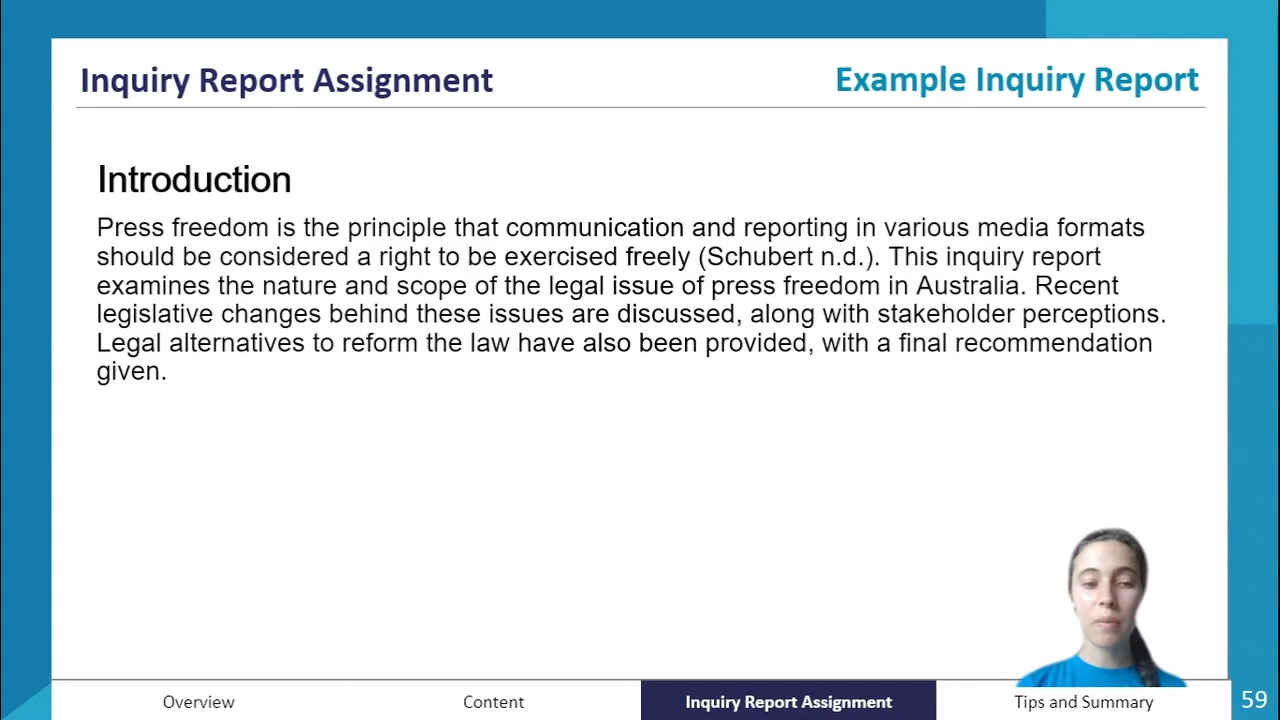 Inquiry Report Assignment
Example Inquiry Report
Introduction
Press freedom is the principle that communication and reporting in various media formats
should be considered a right to be exercised freely (Schubert n.d.). This inquiry report
examines the nature and scope of the legal issue of press freedom in Australia. Recent
legislative changes behind these issues are discussed, along with stakeholder perceptions.
Legal alternatives to reform the law have also been provided, with a final recommendation
given.
Overview
Content
Inquiry Report Assignment
Tips and Summary
59